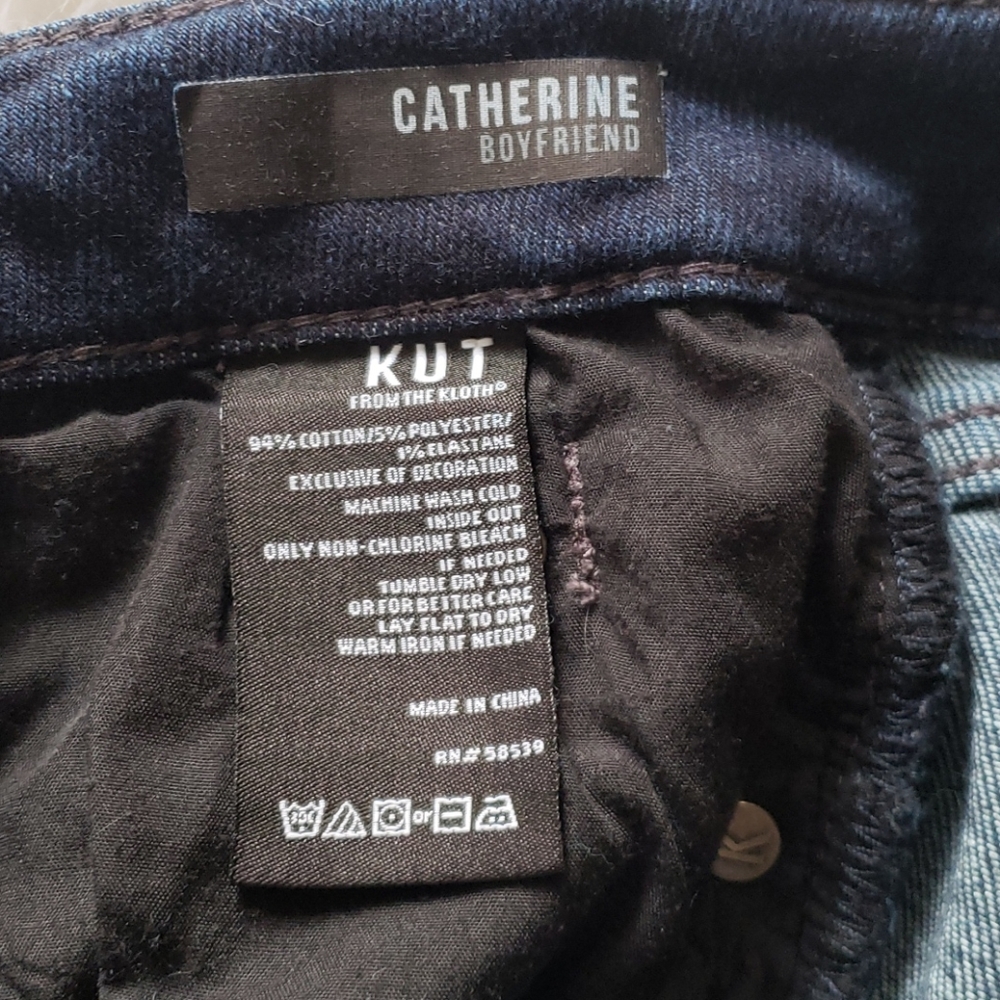 CATHERINE
BOYFRIEND
KUT
FROM THE KLOTH®
94% COTTON/5% POLYESTER/
1% ELASTANE
EXCLUSIVE OF DECORATION
MACHINE WASH COLD
INSIDE OUT
ONLY NON-CHLORINE BLEACH
IF NEEDED
TUMBLE DRY LOW
OR FOR BETTER CARE
LAY FLAT TO DRY
WARM IRON IF NEEDED
MADE IN CHINA
RN# 58539
30C or
K